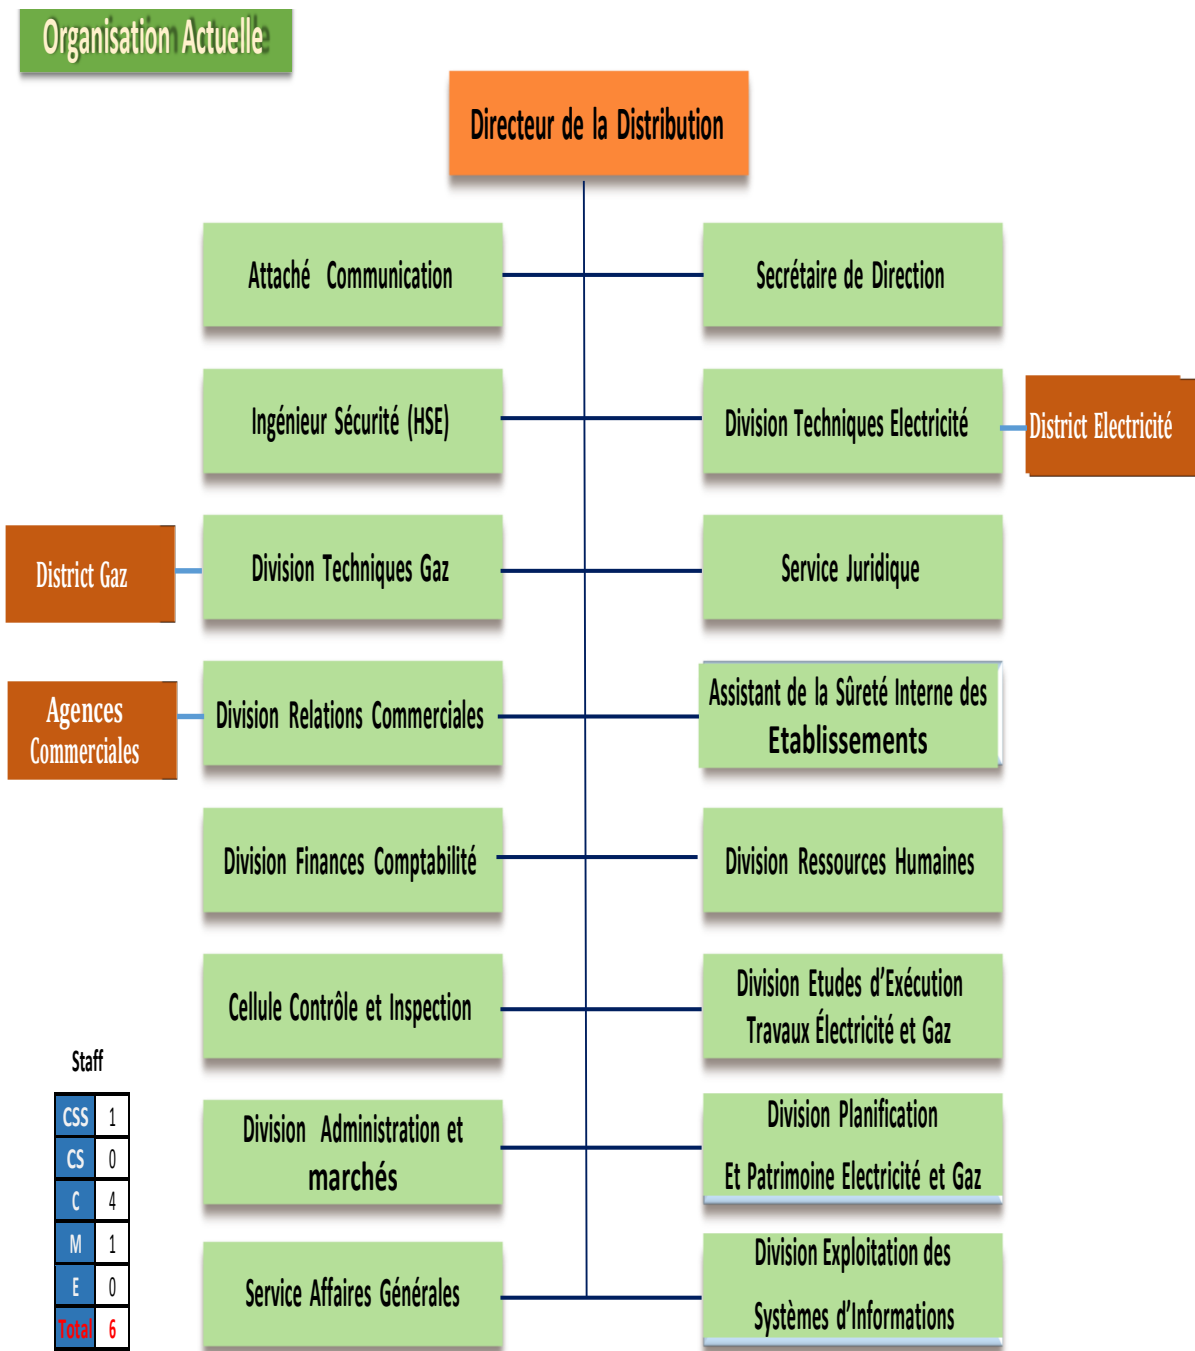 Organisation Actuelle
Directeur de la Distribution
Attaché Communication
Secrétaire de Direction
Ingénieur Sécurité (HSE)
Division Techniques Electricité
District Electricité
District Gaz
Division Techniques Gaz
Service Juridique
Agences
Commerciales
Division Relations Commerciales
Assistant de la Sûreté Interne des
Etablissements
Division Finances Comptabilité
Division Ressources Humaines
Cellule Contrôle et Inspection
Division Etudes d’Exécution
Travaux Électricité et Gaz
Division Administration et
marchés
Division Planification
Et Patrimoine Electricité et Gaz
Service Affaires Générales
Division Exploitation des
Systèmes d’Informations
Staff
CSS 1
CS 0
C 4
M 1
E 0
Total 6